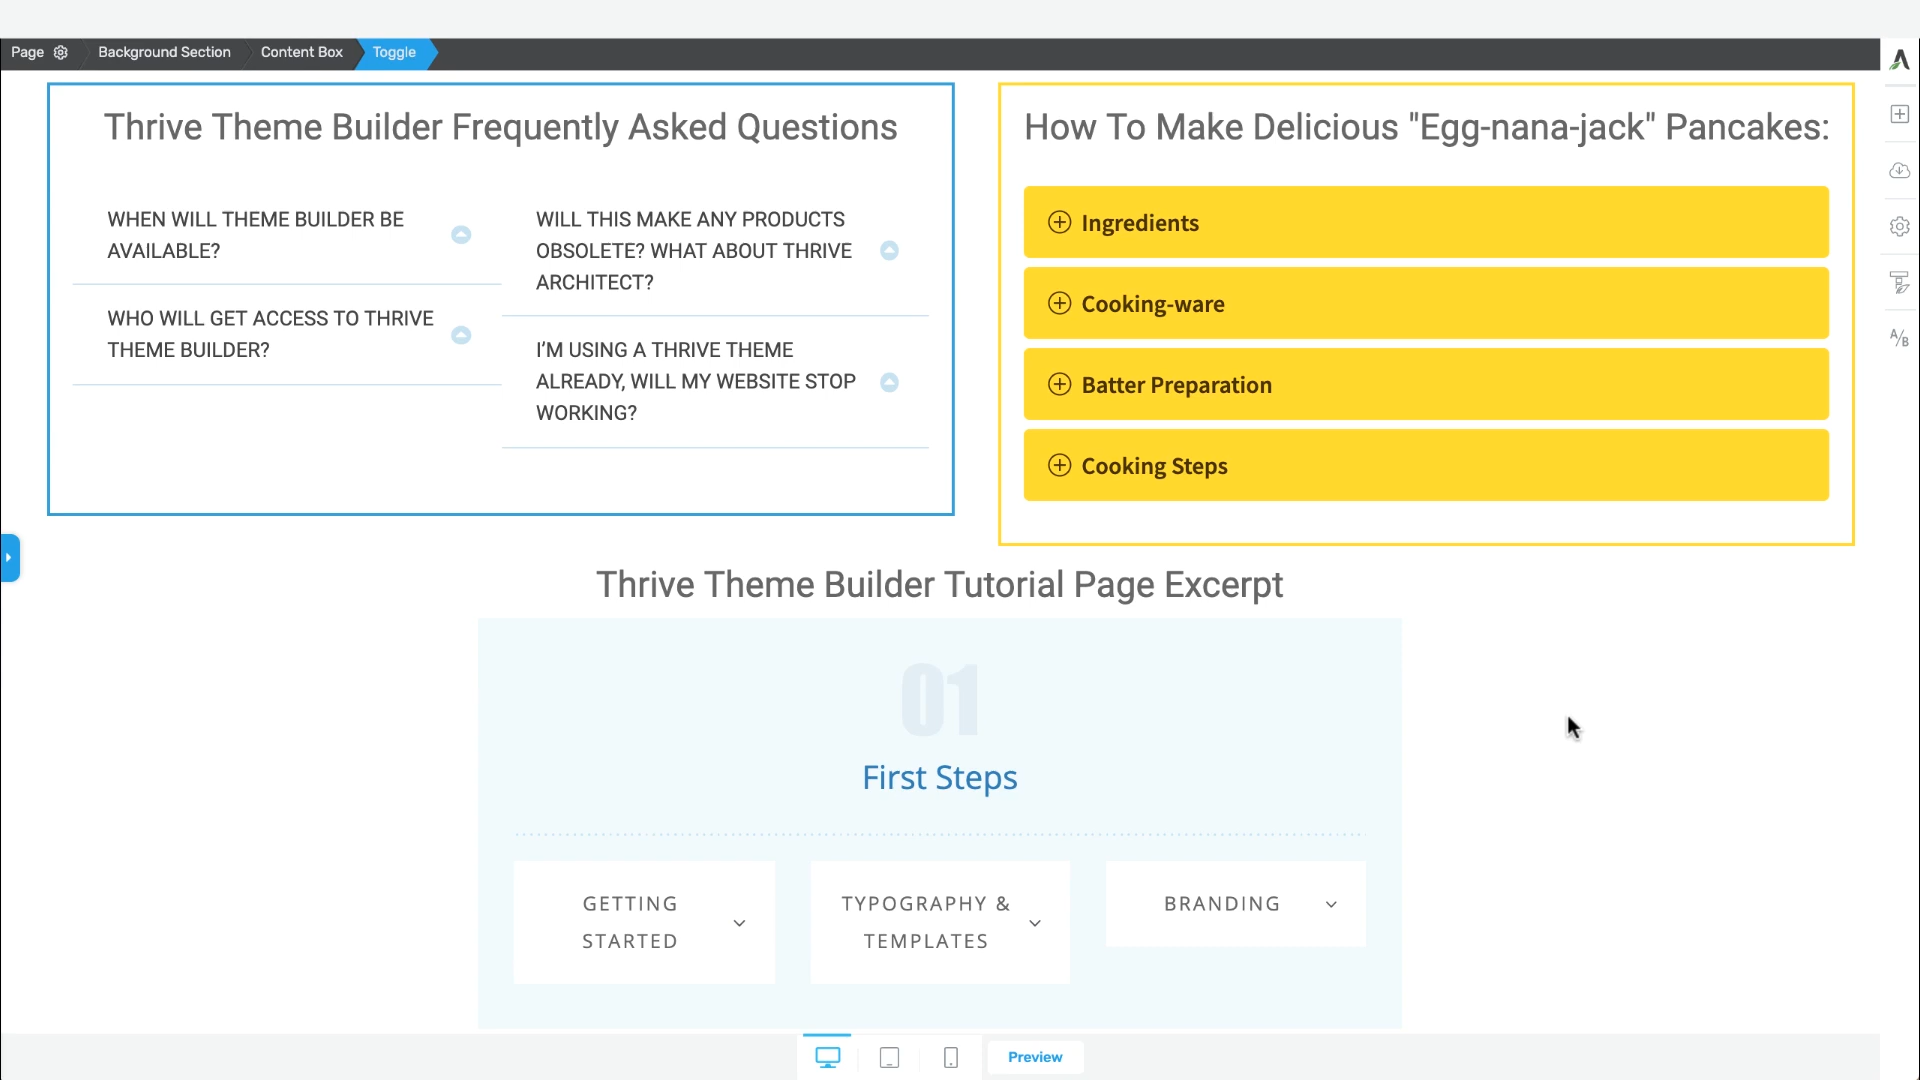 Page
Background Section
Content Box
Toggle
Thrive Theme Builder Frequently Asked Questions
WHEN WILL THEME BUILDER BE
AVAILABLE?
WHO WILL GET ACCESS TO THRIVE
THEME BUILDER?
WILL THIS MAKE ANY PRODUCTS
OBSOLETE? WHAT ABOUT THRIVE
ARCHITECT?
I'M USING A THRIVE THEME
ALREADY, WILL MY WEBSITE STOP
WORKING?
How To Make Delicious "Egg-nana-jack" Pancakes:
Ingredients
Cooking-ware
Batter Preparation
Cooking Steps
A/B
Thrive Theme Builder Tutorial Page Excerpt
01
First Steps
GETTING
STARTED
TYPOGRAPHY &
TEMPLATES
BRANDING
Preview